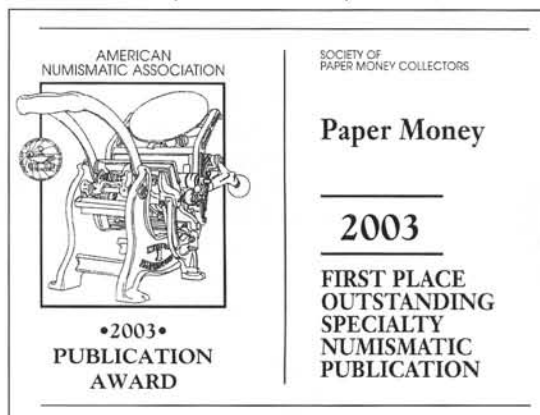 AMERICAN
NUMISMATIC ASSOCIATION
•2003•
PUBLICATION
AWARD
SOCIETY OF
PAPER MONEY COLLECTORS
Paper Money
2003
FIRST PLACE
OUTSTANDING
SPECIALTY
NUMISMATIC
PUBLICATION